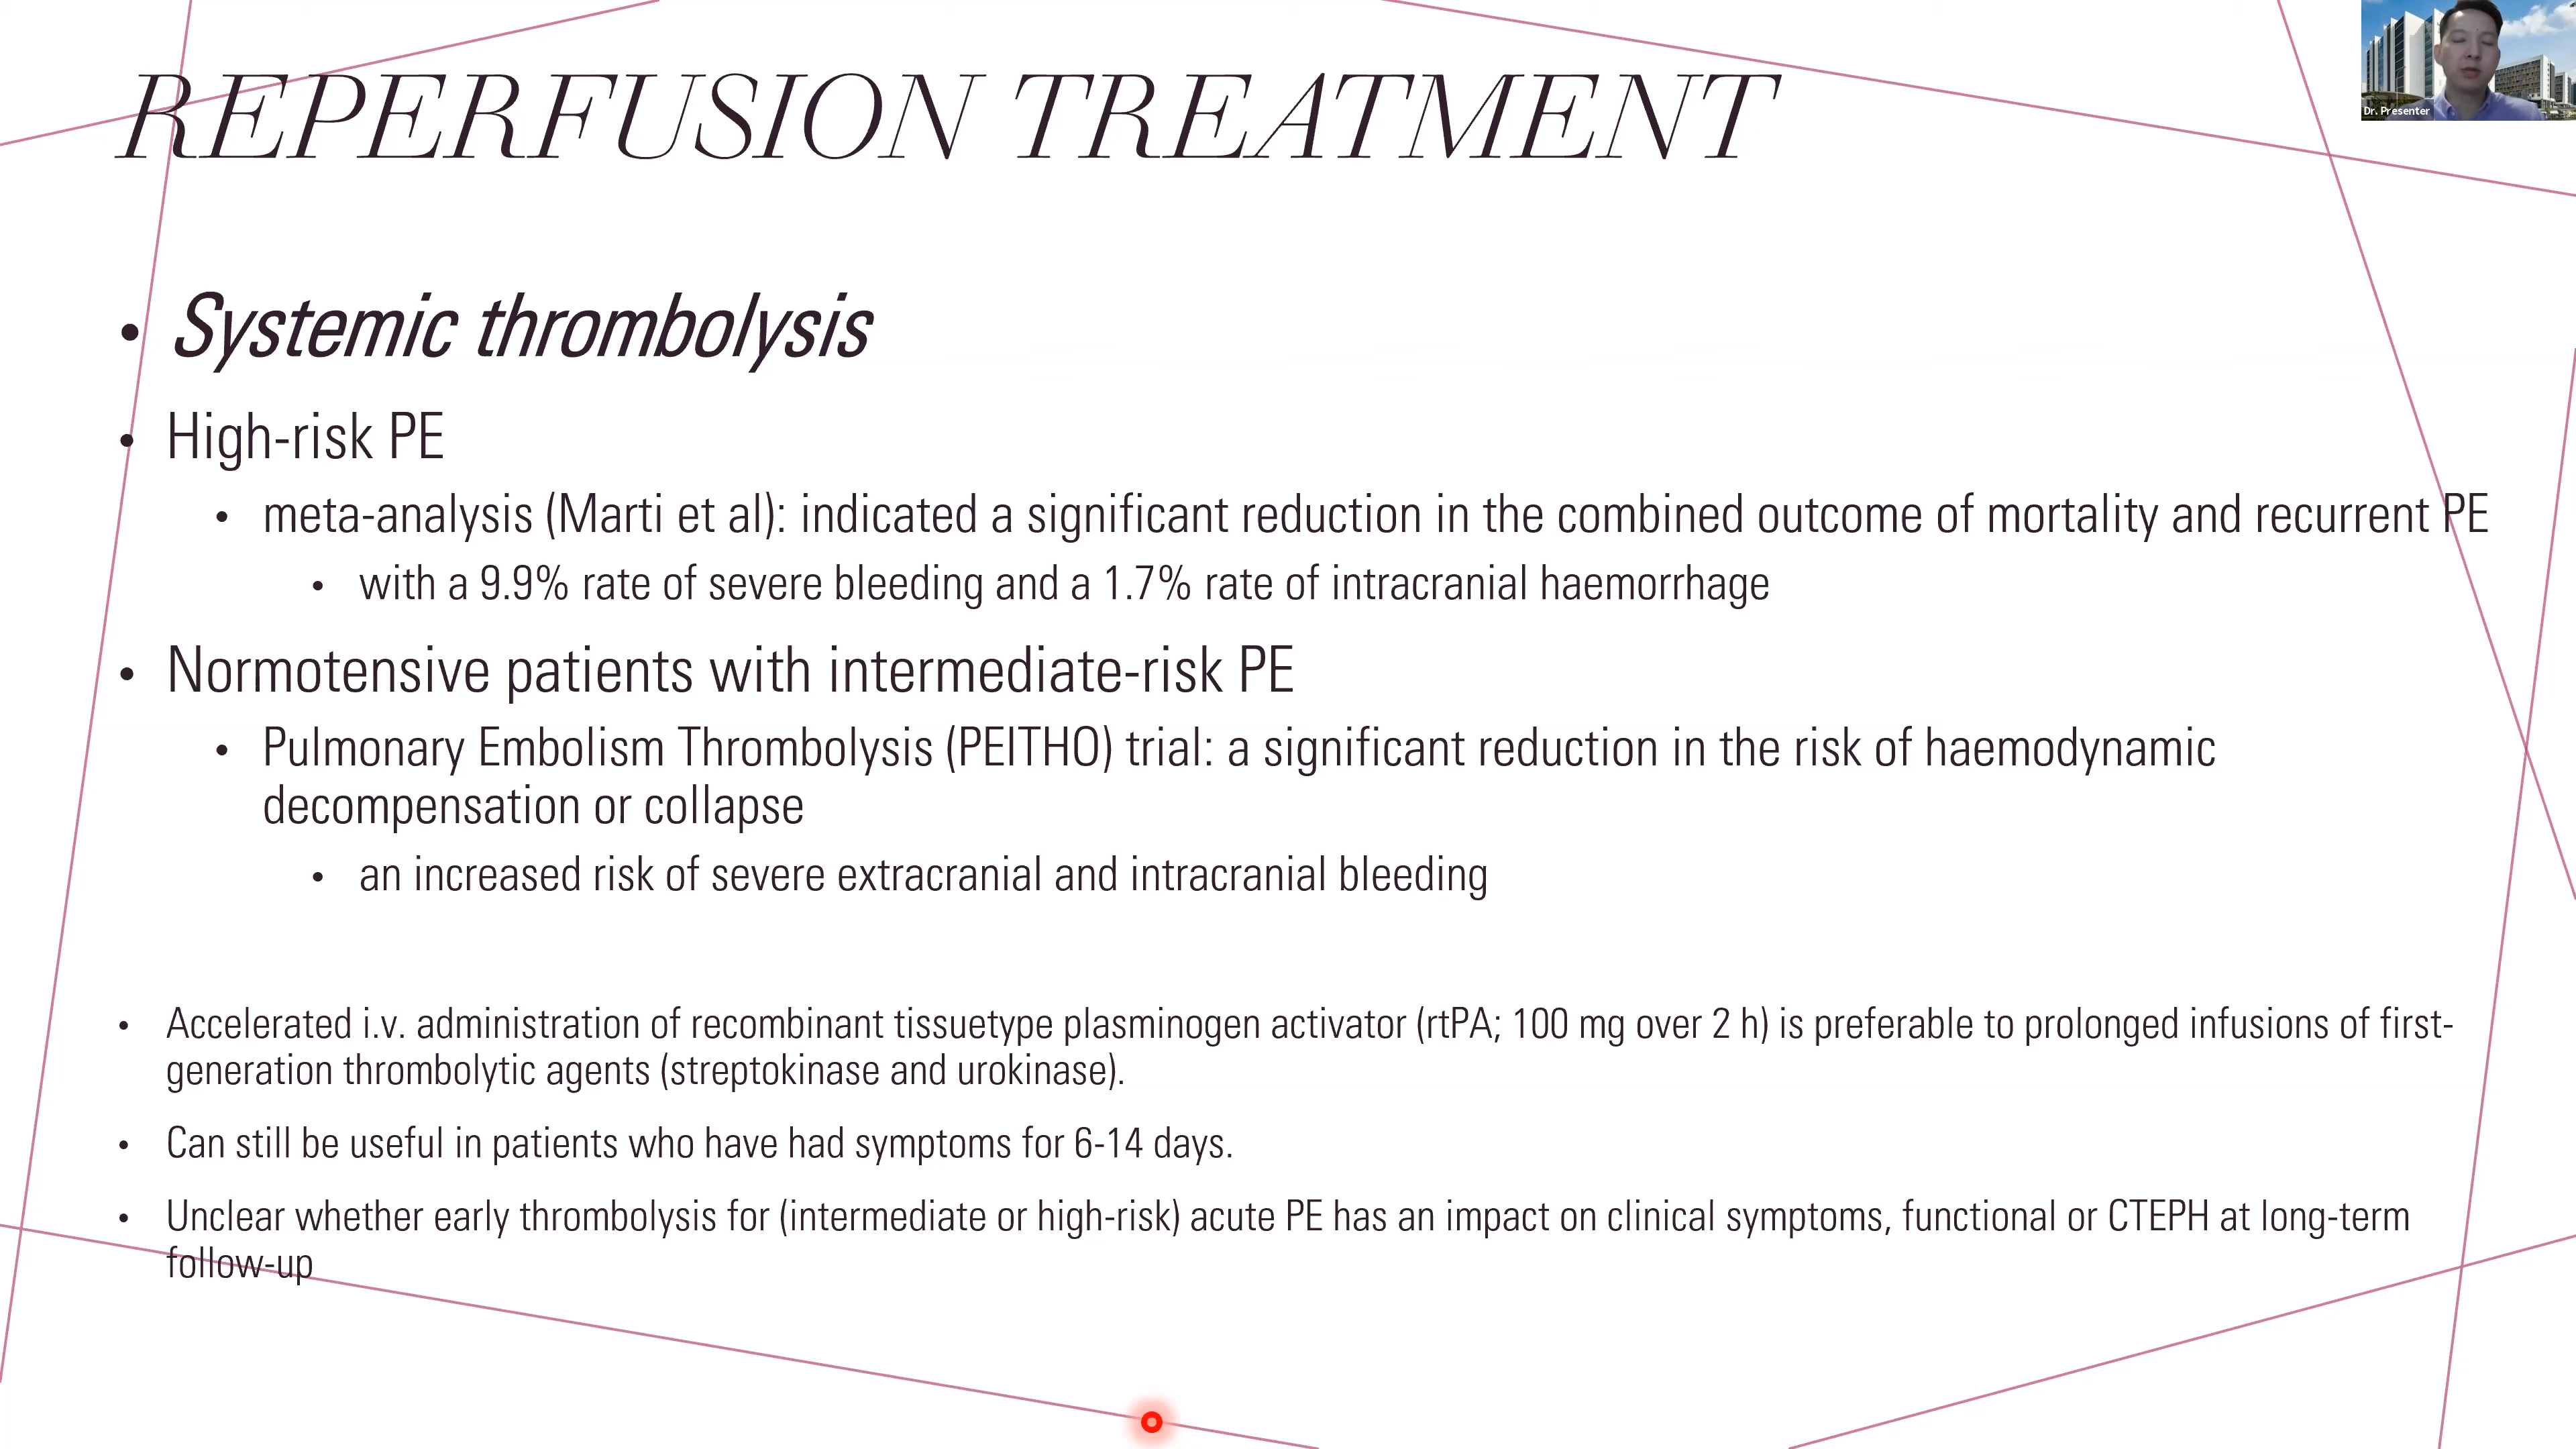 REPERFUSION TREATMENT
Dr. Presenter
• Systemic thrombolysis
• High-risk PE
• meta-analysis (Marti et al): indicated a significant reduction in the combined outcome of mortality and recurrent PE
• with a 9.9% rate of severe bleeding and a 1.7% rate of intracranial haemorrhage
• Normotensive patients with intermediate-risk PE
• Pulmonary Embolism Thrombolysis (PEITHO) trial: a significant reduction in the risk of haemodynamic
decompensation or collapse
• an increased risk of severe extracranial and intracranial bleeding
• Accelerated i.v. administration of recombinant tissuetype plasminogen activator (rtPA; 100 mg over 2 h) is preferable to prolonged infusions of first-
generation thrombolytic agents (streptokinase and urokinase).
• Can still be useful in patients who have had symptoms for 6-14 days.
• Unclear whether early thrombolysis for (intermediate or high-risk) acute PE has an impact on clinical symptoms, functional or CTEPH at long-term
follow-up